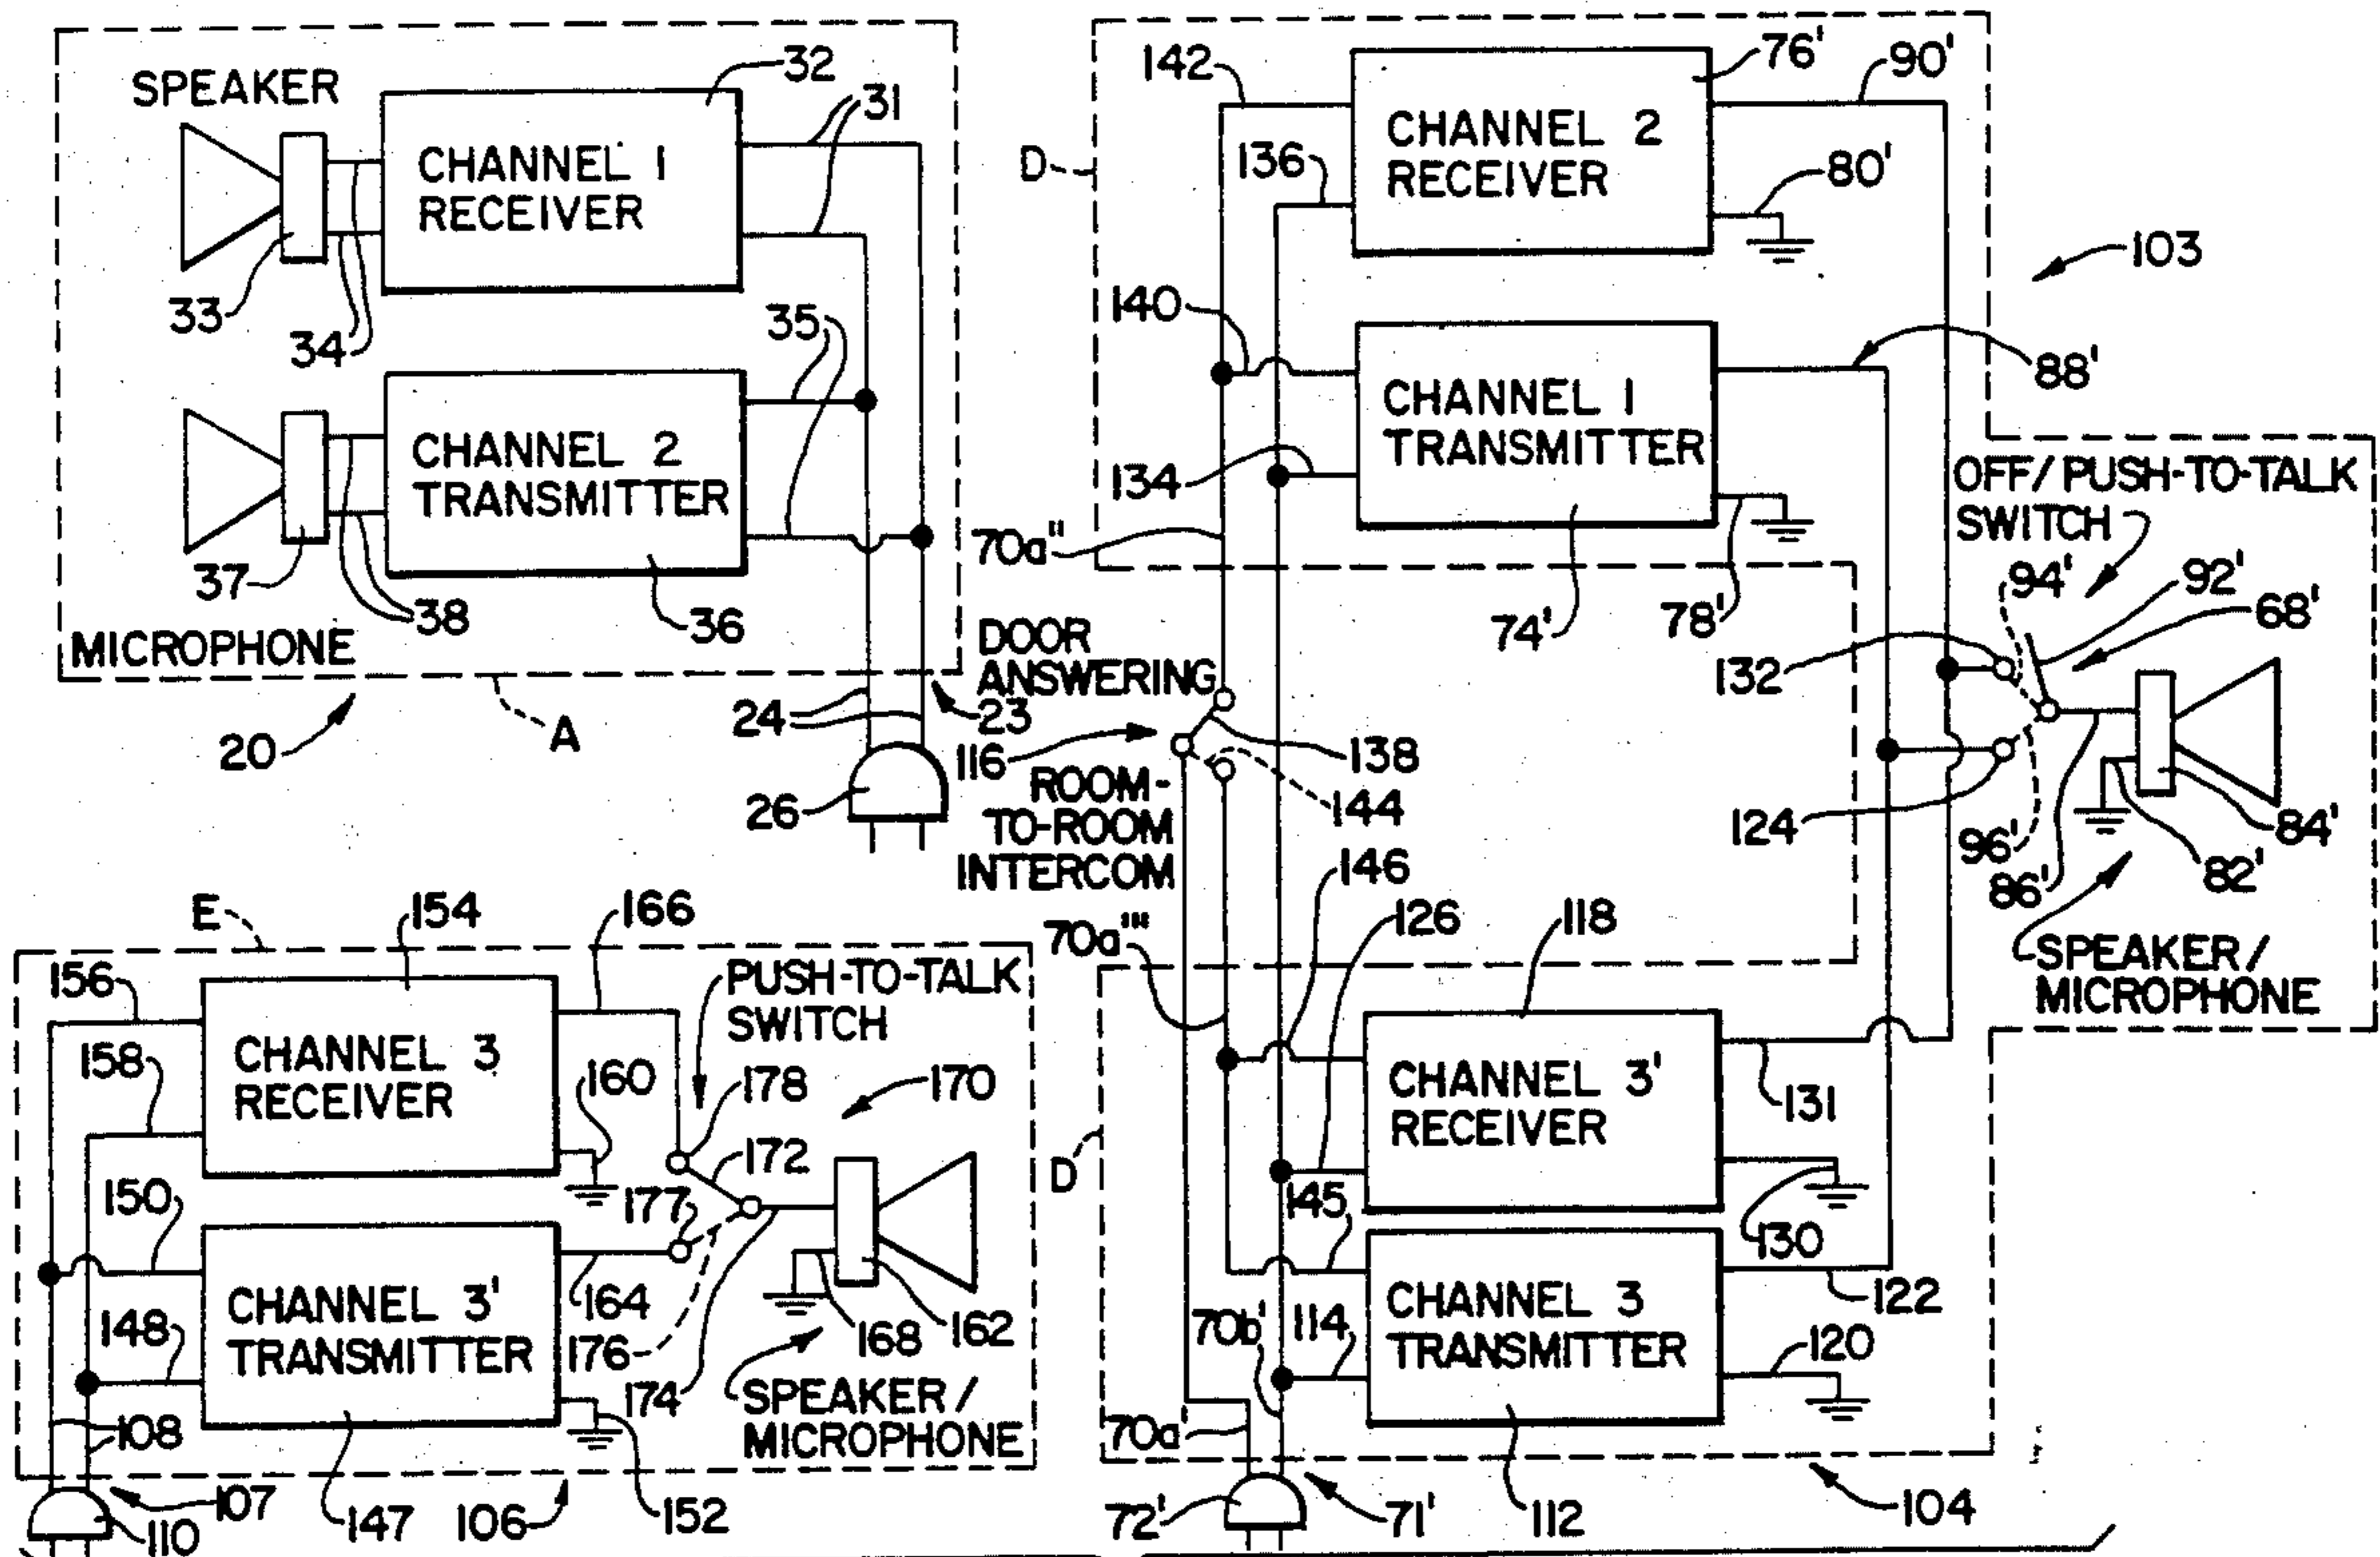 SPEAKER
32
31
CHANNEL 1
RECEIVER
33
34
35
CHANNEL 2
TRANSMITTER
37
38
36
MICROPHONE
20
A
24
23
26
142
76'
90'
D
136
CHANNEL 2
RECEIVER
80'
103
140
88'
CHANNEL 1
TRANSMITTER
134
70a"
74'
78'
OFF/PUSH-TO-TALK
SWITCH
94'
92'
68'
132
124
96'
86'
82'
84'
SPEAKER/
MICROPHONE
DOOR
ANSWERING
116
138
ROOM-
TO-ROOM
INTERCOM
144
146
126
118
70a'''
CHANNEL 3'
RECEIVER
131
D
145
130
70b'
114
CHANNEL 3
TRANSMITTER
122
120
70a'
72'
71'
112
104
E
154
166
156
PUSH-TO-TALK
SWITCH
158
CHANNEL 3
RECEIVER
160
178
170
172
150
177
CHANNEL 3'
TRANSMITTER
164
148
176
168
162
174
SPEAKER/
MICROPHONE
108
107
110
147
106
152